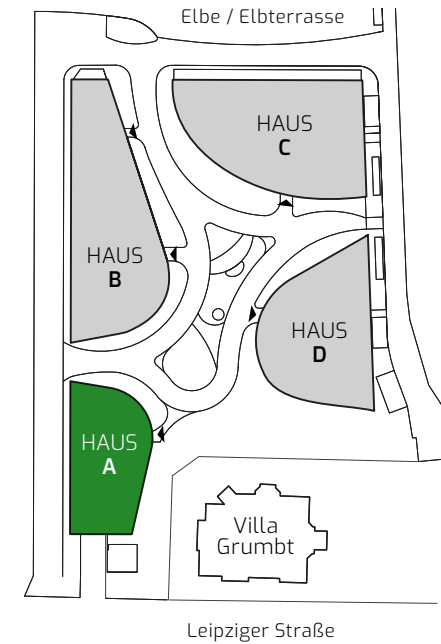 Elbe / Elbterrasse
HAUS
C
HAUS
B
HAUS
D
HAUS
A
Villa
Grumbt
Leipziger Straße